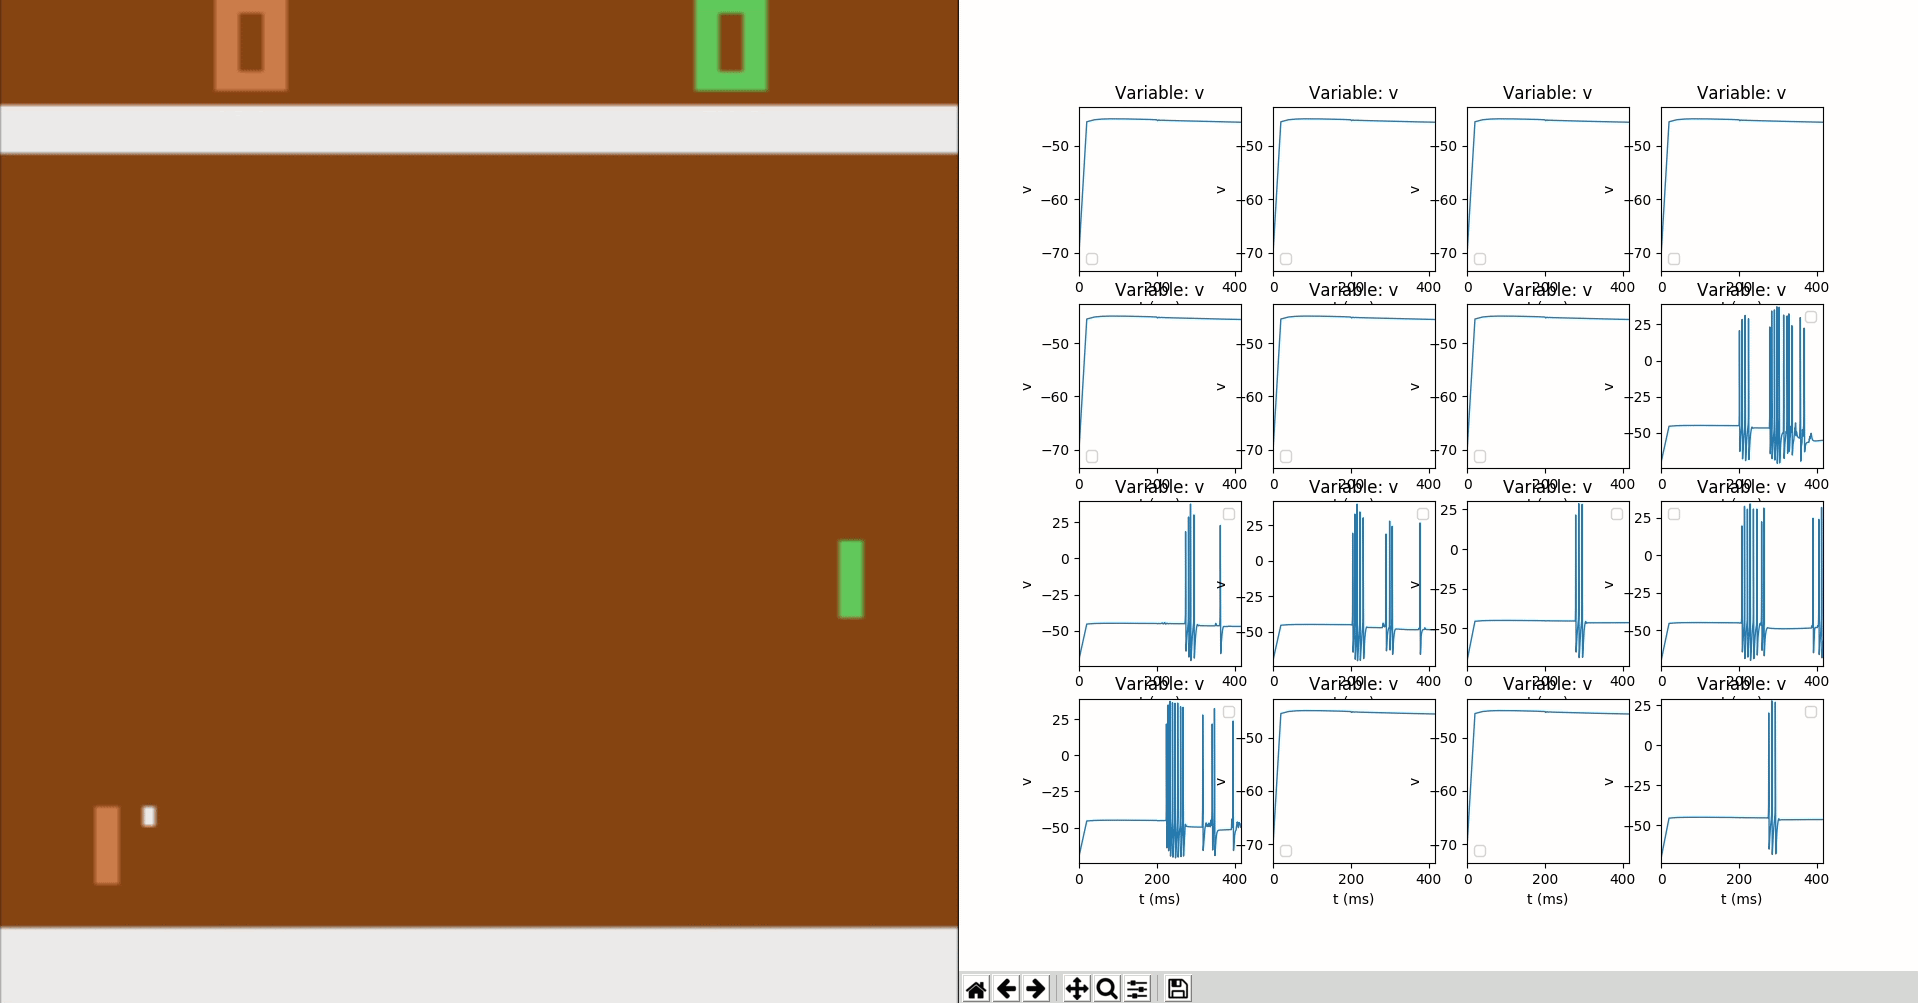 0 0
Variable: v Variable: v Variable: v Variable: v
−50 −50 −50 −50
v v v v
−60 −60 −60 −60
−70 −70 −70 −70
0 200 400 0 200 400 0 200 400 0 200 400
Variable: v Variable: v Variable: v Variable: v
25
−50 −50 −50 0
v v v v
−60 −60 −60 −25
−70 −70 −70 −50
0 200 400 0 200 400 0 200 400 0 200 400
Variable: v Variable: v Variable: v Variable: v
25 25 25 25
0 0 0 0
v v v v
−25 −25 −25 −25
−50 −50 −50 −50
0 200 400 0 200 400 0 200 400 0 200 400
Variable: v Variable: v Variable: v Variable: v
25 −50 −50 25
0 0
v v v v
−25 −60 −60 −25
−50 −70 −70 −50
0 200 400 0 200 400 0 200 400 0 200 400
t (ms) t (ms) t (ms) t (ms)